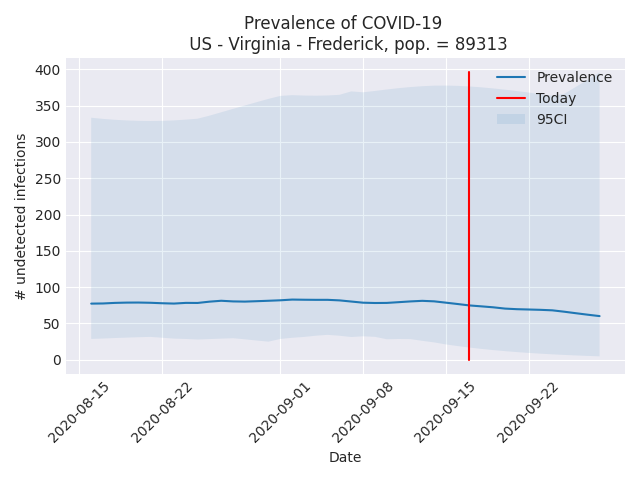 Prevalence of COVID-19
US - Virginia - Frederick, pop. = 89313
400
350
300
250
200
150
100
50
0
# undetected infections
Prevalence
Today
95CI
2020-08-15
2020-08-22
2020-09-01
2020-09-08
2020-09-15
2020-09-22
Date